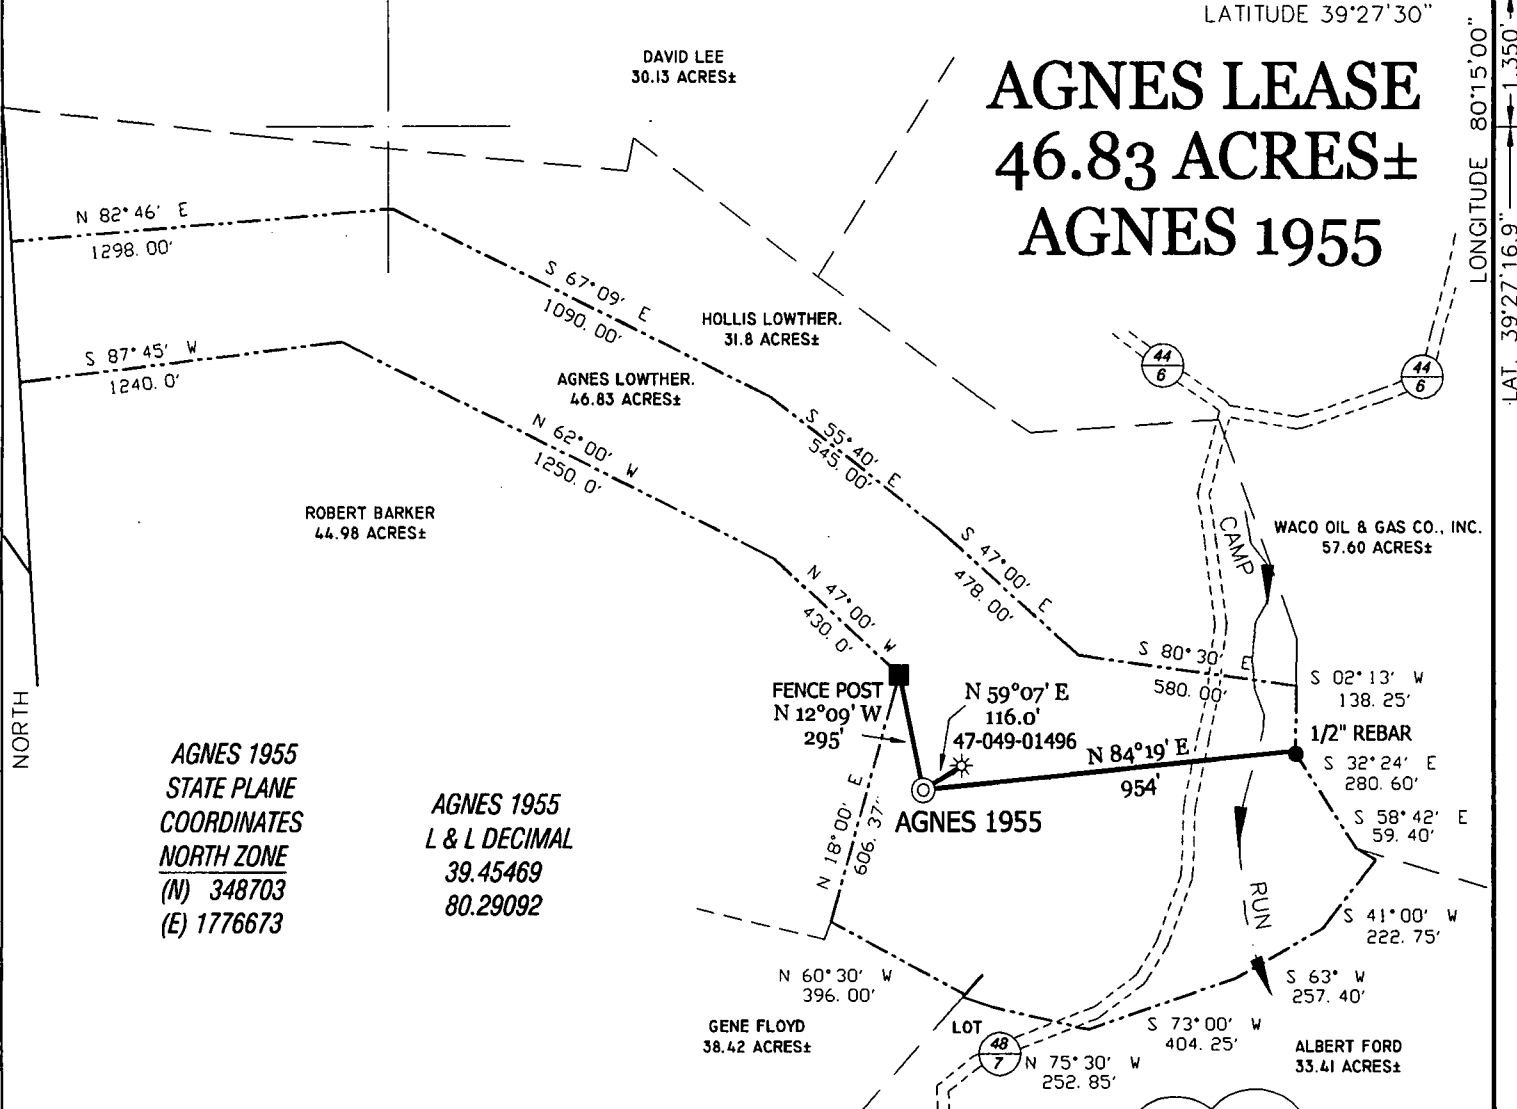 LATITUDE 39°27'30"
LONGITUDE 80°15'00"
1,350'
LAT. 39°27'16.9"
DAVID LEE
30.13 ACRES±
AGNES LEASE
46.83 ACRES±
AGNES 1955
N 82°46' E
1298.00'
S 67°09' E
1090.00'
HOLLIS LOWTHER.
31.8 ACRES±
S 87°45' W
1240.0'
AGNES LOWTHER.
46.83 ACRES±
44
6
44
6
N 62°00' W
1250.0'
S 55°40' E
545.00'
ROBERT BARKER
44.98 ACRES±
S 47°00' E
478.00'
CAMP
WACO OIL & GAS CO., INC.
57.60 ACRES±
N 47°00' W
430.0'
S 80°30' E
580.00'
S 02°13' W
138.25'
FENCE POST
N 12°09' W
295'
N 59°07' E
116.0'
47-049-01496
N 84°19' E
954'
1/2" REBAR
S 32°24' E
280.60'
NORTH
AGNES 1955
STATE PLANE
COORDINATES
NORTH ZONE
(N) 348703
(E) 1776673
AGNES 1955
L & L DECIMAL
39.45469
80.29092
AGNES 1955
N 18°00' E
606.37'
S 58°42' E
59.40'
RUN
S 41°00' W
222.75'
N 60°30' W
396.00'
S 63° W
257.40'
GENE FLOYD
38.42 ACRES±
LOT
48
7
S 73°00' W
404.25'
N 75°30' W
252.85'
ALBERT FORD
33.41 ACRES±